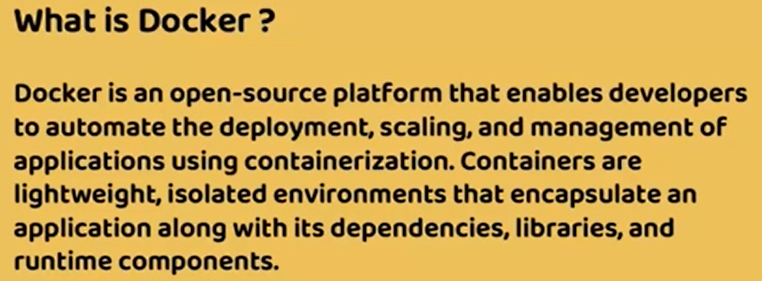 What is Docker ?
Docker is an open-source platform that enables developers
to automate the deployment, scaling, and management of
applications using containerization. Containers are
lightweight, isolated environments that encapsulate an
application along with its dependencies, libraries, and
runtime components.